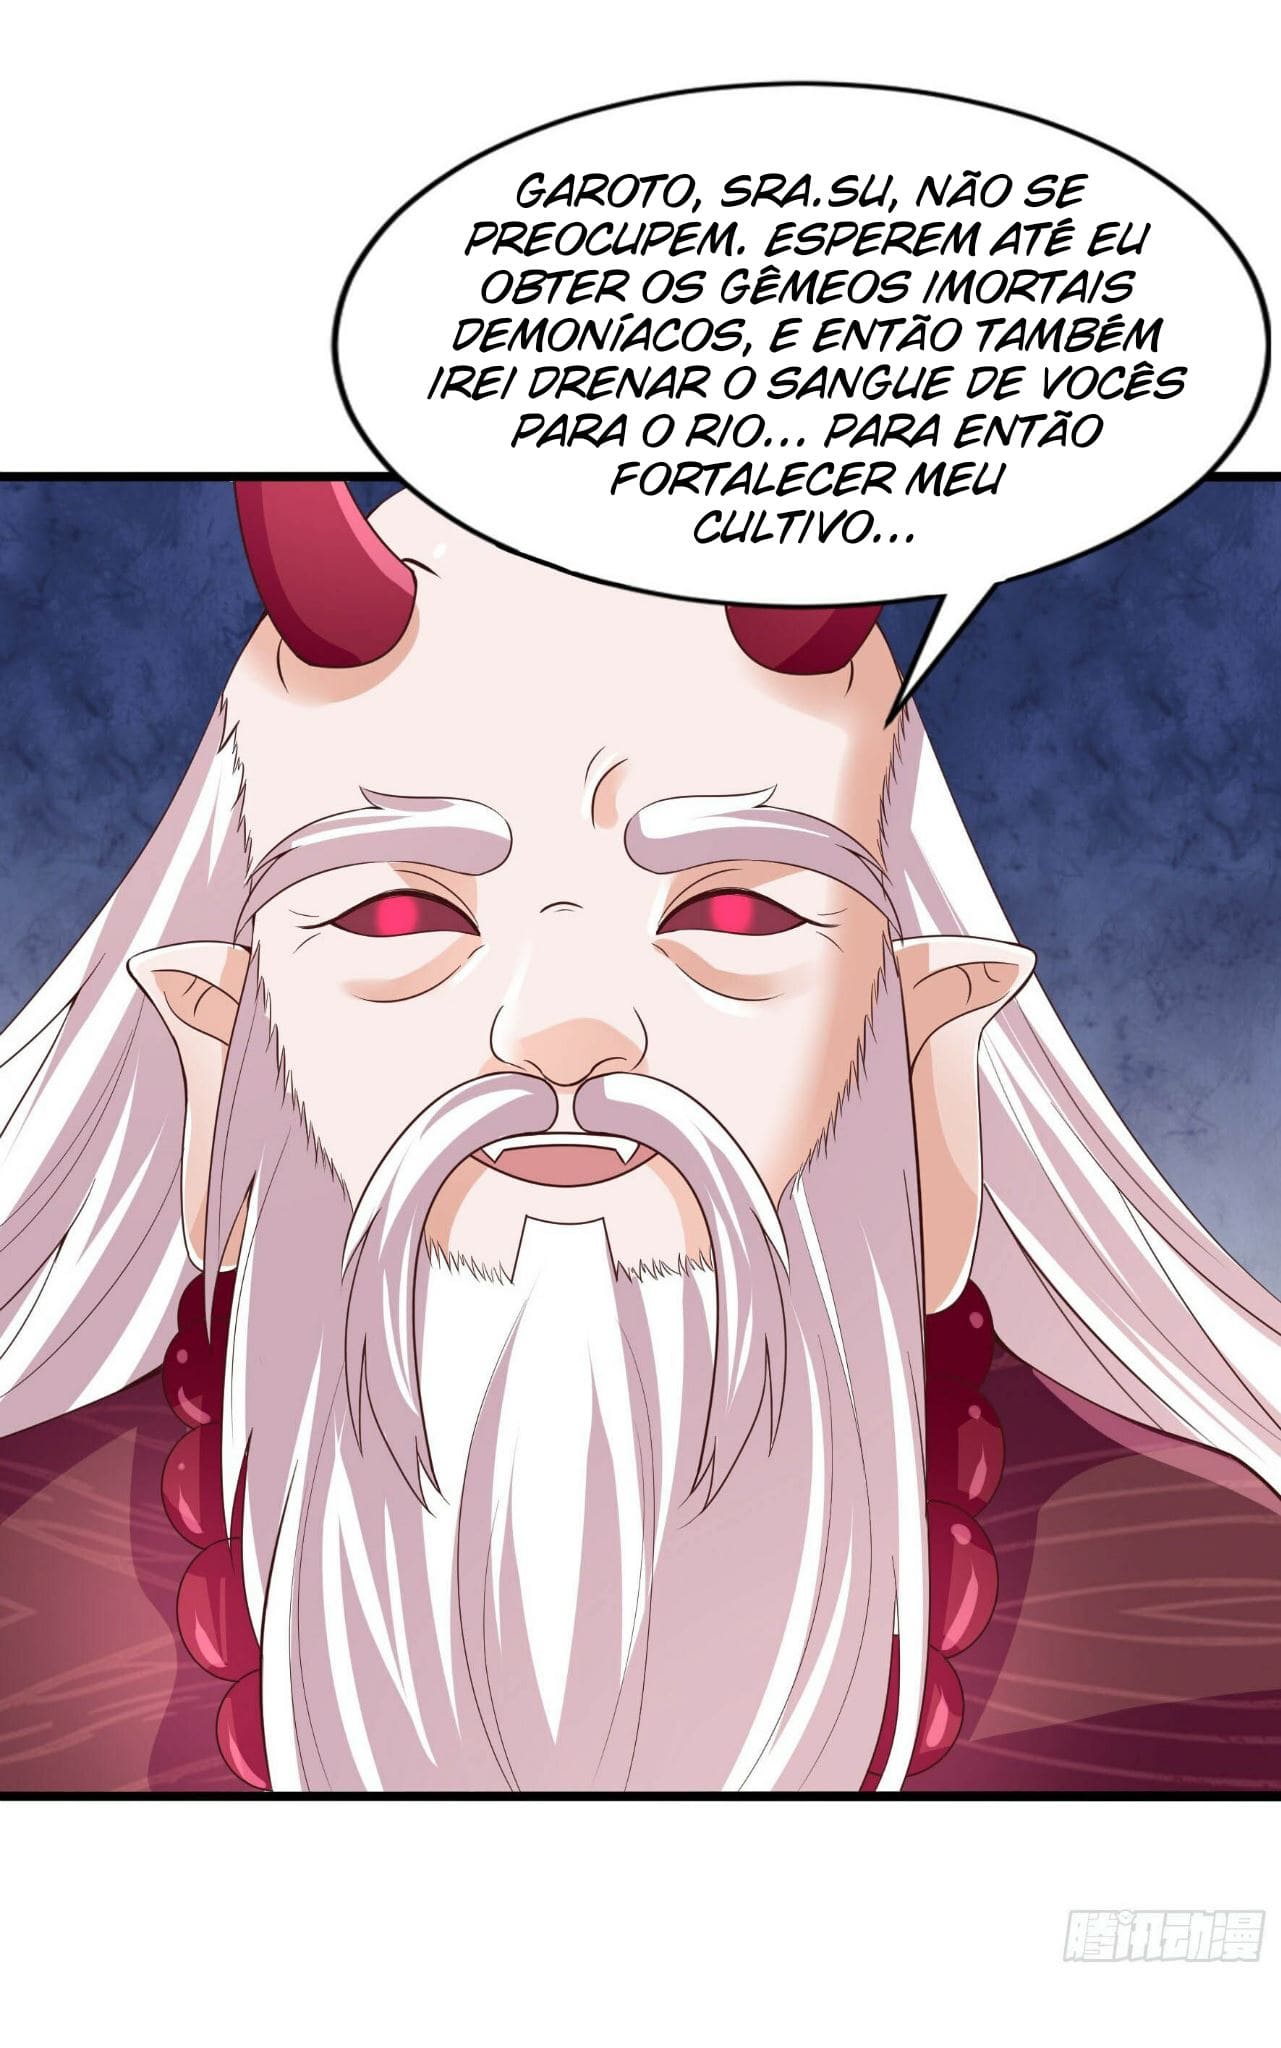 GAROTO, SRA.SU, NÃO SE
PREOCUPEM. ESPEREM ATÉ EU
OBTER OS GÊMEOS IMORTAIS
DEMONÍACOS, E ENTÃO TAMBÉM
IREI DRENAR O SANGUE DE VOCÊS
PARA O RIO... PARA ENTÃO
FORTALECER MEU
CULTIVO...
腾讯动漫